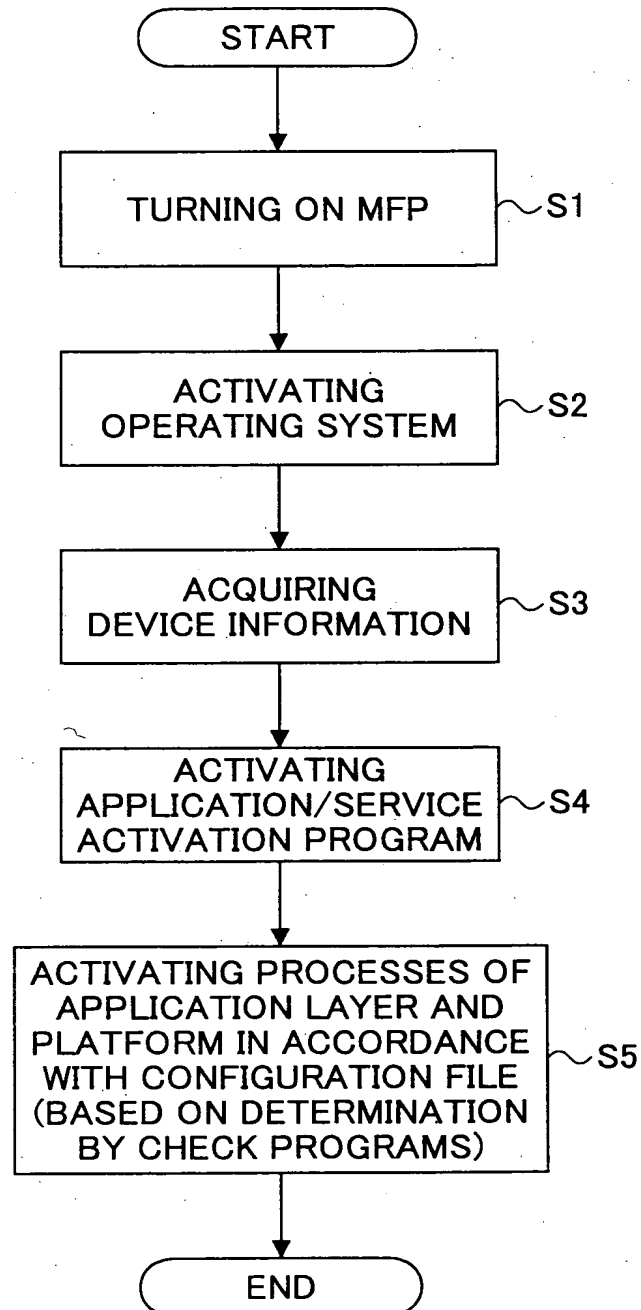 START
TURNING ON MFP
S1
ACTIVATING
OPERATING SYSTEM
S2
ACQUIRING
DEVICE INFORMATION
S3
ACTIVATING
APPLICATION/SERVICE
ACTIVATION PROGRAM
S4
ACTIVATING PROCESSES OF
APPLICATION LAYER AND
PLATFORM IN ACCORDANCE
WITH CONFIGURATION FILE
(BASED ON DETERMINATION
BY CHECK PROGRAMS)
S5
END